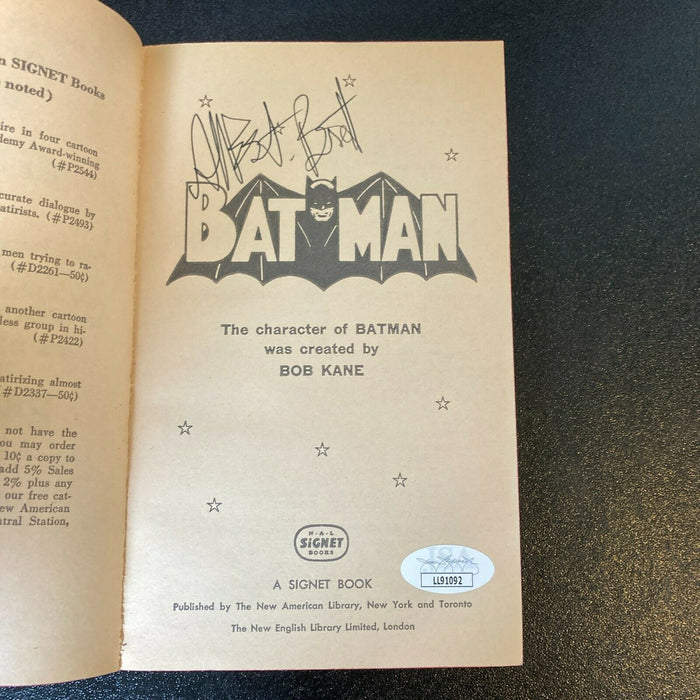 n SIGNET Books
noted)
ire in four cartoon
demy Award-winning
(#P2544)
curate dialogue by
atirists. (#P2493)
men trying to ra-
(#D2261—50¢)
another cartoon
less group in hi-
(#P2422)
atirizing almost
#D2337—50¢)
not have the
ou may order
10¢ a copy to
add 5% Sales
2% plus any
our free cat-
ew American
ntral Station,
BATMAN
The character of BATMAN
was created by
BOB KANE
N·A·L
SIGNET
BOOKS
JSA
LL91092
A SIGNET BOOK
Published by The New American Library, New York and Toronto
The New English Library Limited, London